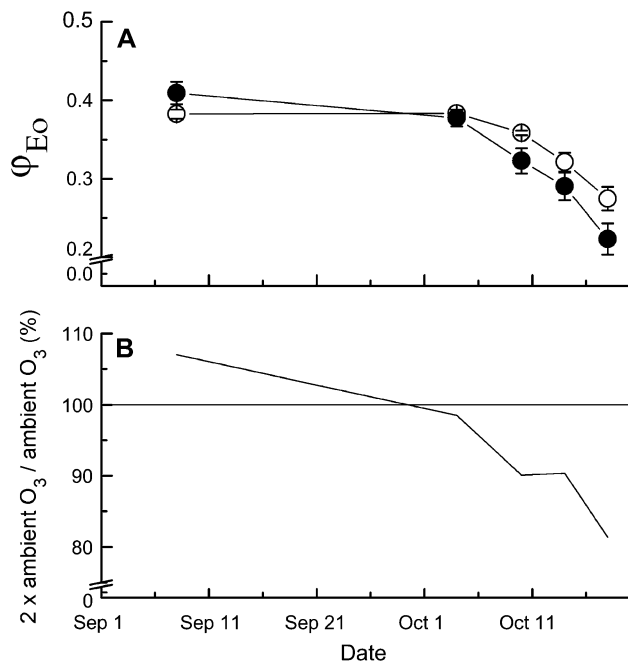 0.5
A
0.4
φEo
0.3
0.2
0.0
110
B
100
90
80
0
2 x ambient O3 / ambient O3 (%)
Sep 1 Sep 11 Sep 21 Oct 1 Oct 11
Date